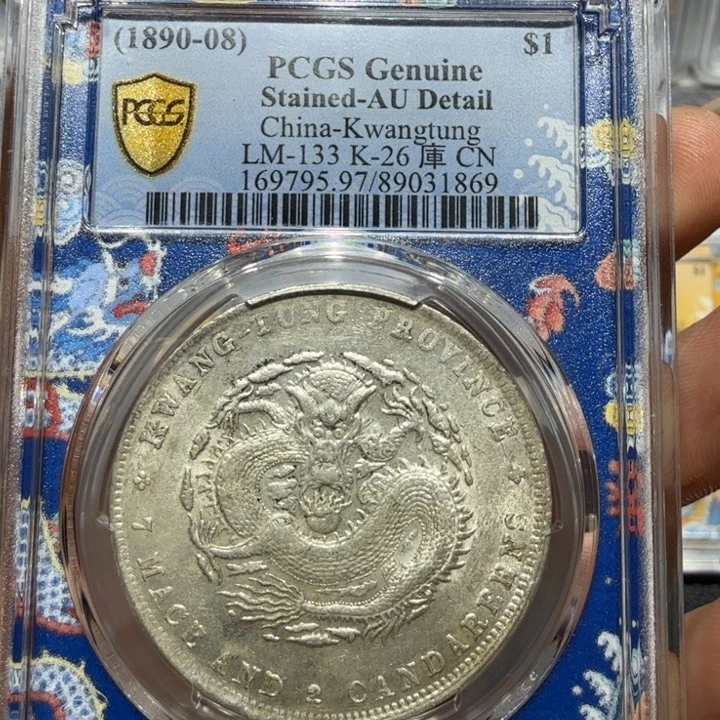 (1890-08) $1
PCGS Genuine
PCGS
Stained-AU Detail
China-Kwangtung
LM-133 K-26 庫 CN
169795.97/89031869
KWANG-TUNG PROVINCE
7 MACE AND 2 CANDAREENS